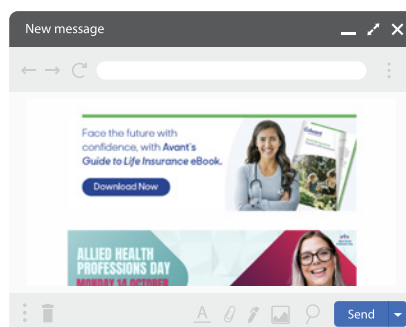 New message
Face the future with
confidence, with Avant's
Guide to Life Insurance eBook.
Download Now
Avant
ALLIED HEALTH
PROFESSIONS DAY
MONDAY 14 OCTOBER
A
Send